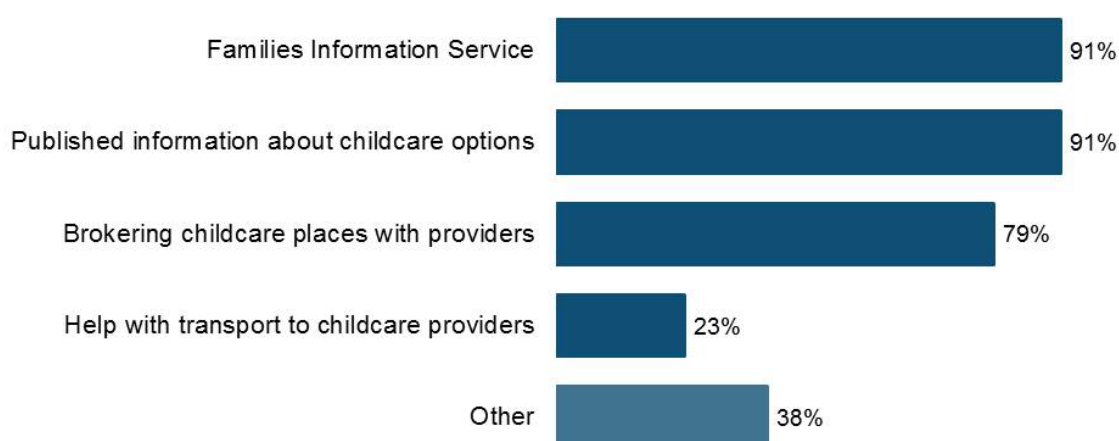 Families Information Service 91%
Published information about childcare options 91%
Brokering childcare places with providers 79%
Help with transport to childcare providers 23%
Other 38%